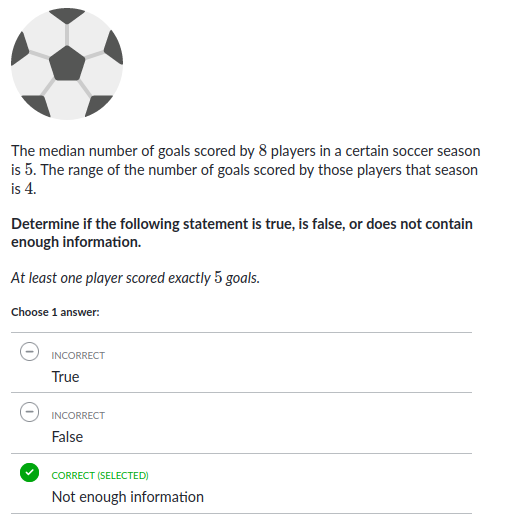 The median number of goals scored by 8 players in a certain soccer season
is 5. The range of the number of goals scored by those players that season
is 4.
Determine if the following statement is true, is false, or does not contain
enough information.
At least one player scored exactly 5 goals.
Choose 1 answer:
INCORRECT
True
INCORRECT
False
CORRECT (SELECTED)
Not enough information